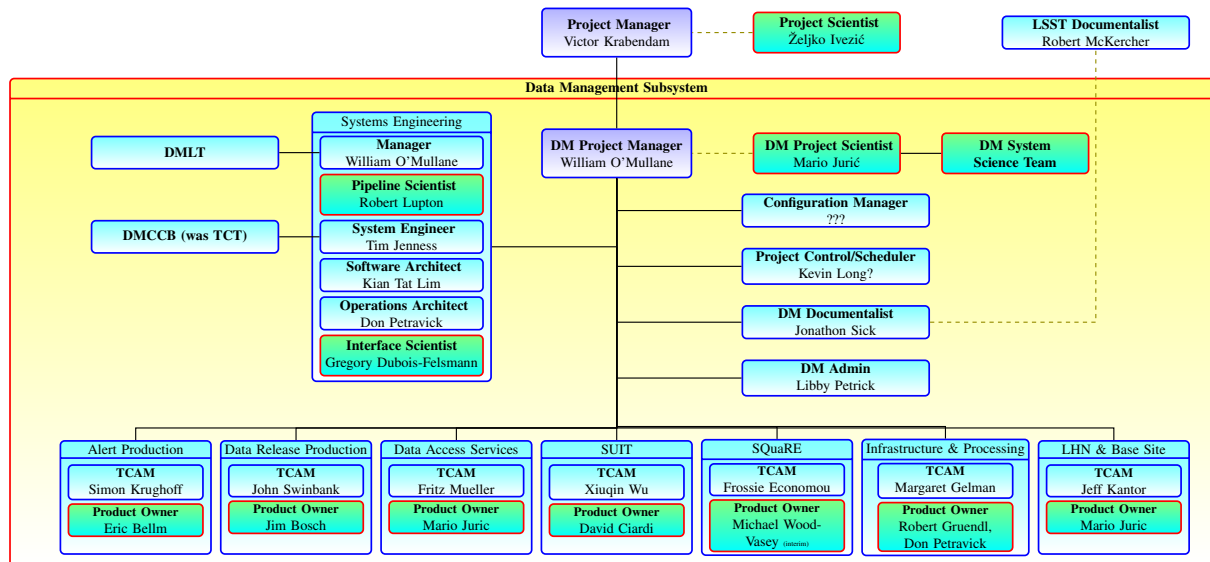 Project Manager
Victor Krabendam
Project Scientist
Željko Ivezić
LSST Documentalist
Robert McKercher
Data Management Subsystem
Systems Engineering
DMLT
Manager
William O'Mullane
DM Project Manager
William O'Mullane
DM Project Scientist
Mario Jurić
DM System
Science Team
Pipeline Scientist
Robert Lupton
Configuration Manager
???
DMCCB (was TCT)
System Engineer
Tim Jenness
Project Control/Scheduler
Kevin Long?
Software Architect
Kian Tat Lim
Operations Architect
Don Petravick
DM Documentalist
Jonathon Sick
Interface Scientist
Gregory Dubois-Felsmann
DM Admin
Libby Petrick
Alert Production
TCAM
Simon Krughoff
Product Owner
Eric Bellm
Data Release Production
TCAM
John Swinbank
Product Owner
Jim Bosch
Data Access Services
TCAM
Fritz Mueller
Product Owner
Mario Juric
SUIT
TCAM
Xiuqin Wu
Product Owner
David Ciardi
SQuaRE
TCAM
Frossie Economou
Product Owner
Michael Wood-
Vasey (interim)
Infrastructure & Processing
TCAM
Margaret Gelman
Product Owner
Robert Gruendl,
Don Petravick
LHN & Base Site
TCAM
Jeff Kantor
Product Owner
Mario Juric